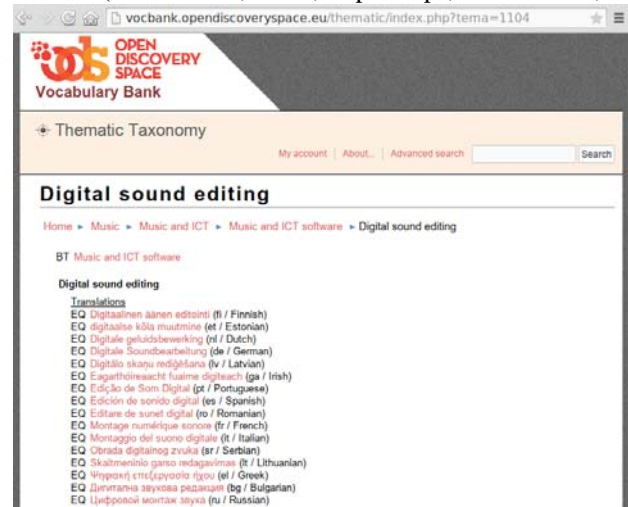 vocbank.opendiscoveryspace.eu/thematic/index.php?tema=1104
ods OPEN
DISCOVERY
SPACE
Vocabulary Bank
Thematic Taxonomy
My account | About... | Advanced search Search
Digital sound editing
Home ► Music ► Music and ICT ► Music and ICT software ► Digital sound editing
BT Music and ICT software
Digital sound editing
Translations
EQ Digitaalinen äänen editointi (fi / Finnish)
EQ digitaalse kõla muutmine (et / Estonian)
EQ Digitale geluidsbewerking (nl / Dutch)
EQ Digitale Soundbearbeitung (de / German)
EQ Digitālo skaņu rediģēšana (lv / Latvian)
EQ Eagarthóireacht fuaime digiteach (ga / Irish)
EQ Edição de Som Digital (pt / Portuguese)
EQ Edición de sonido digital (es / Spanish)
EQ Editare de sunet digital (ro / Romanian)
EQ Montage numérique sonore (fr / French)
EQ Montaggio del suono digitale (it / Italian)
EQ Obrada digitalnog zvuka (sr / Serbian)
EQ Skaitmeninio garso redagavimas (lt / Lithuanian)
EQ Ψηφιακή επεξεργασία ήχου (el / Greek)
EQ Дигитална звукова редакция (bg / Bulgarian)
EQ Цифровой монтаж звука (ru / Russian)